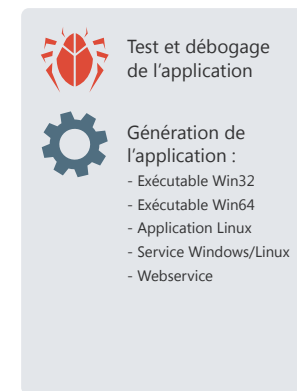 Test et débogage
de l'application
Génération de
l'application :
- Exécutable Win32
- Exécutable Win64
- Application Linux
- Service Windows/Linux
- Webservice